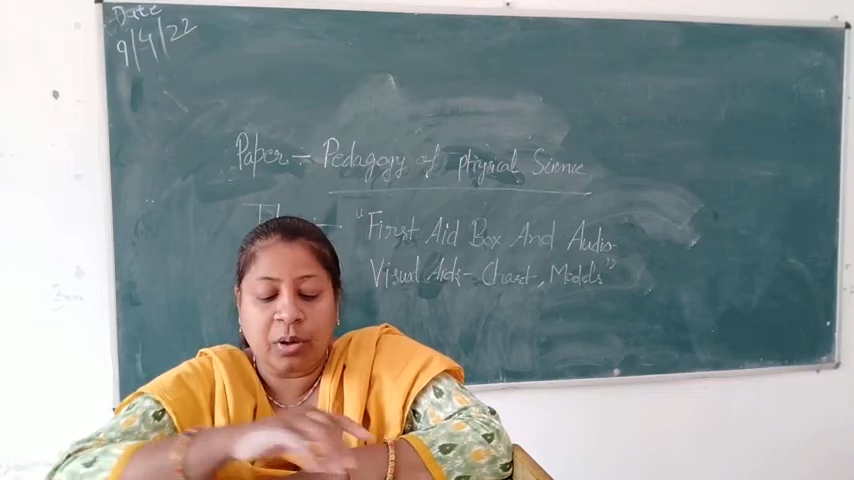 Date
9/4/22
Paper :- Pedagogy of physical Science
"First Aid Box And Audio
Visual Aids - Chart, Models"